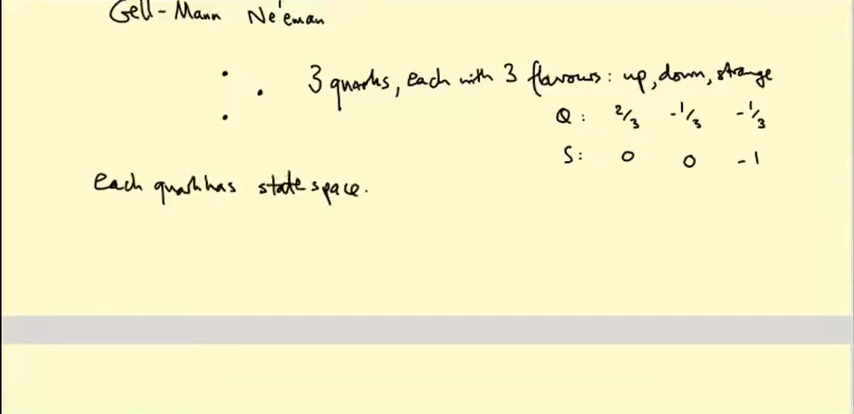 Gell-Mann Ne'eman
3 quarks, each with 3 flavours: up, down, strange
Q: 2/3 -1/3 -1/3
S: 0 0 -1
each quark has state space.